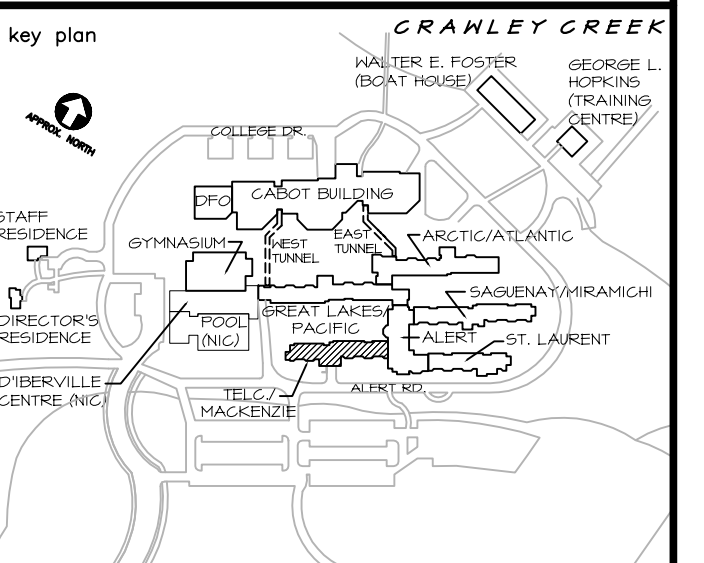 CRAWLEY CREEK
key plan
WALTER E. FOSTER
(BOAT HOUSE)
GEORGE L.
HOPKINS
(TRAINING
CENTRE)
APPROX. NORTH
COLLEGE DR.
DFO
CABOT BUILDING
STAFF
RESIDENCE
GYMNASIUM
WEST
TUNNEL
EAST
TUNNEL
ARCTIC/ATLANTIC
SAGUENAY/MIRAMICHI
DIRECTOR'S
RESIDENCE
POOL
(NIC)
GREAT LAKES/
PACIFIC
ALERT
ST. LAURENT
D'IBERVILLE
CENTRE (NIC)
TELC./
MACKENZIE
ALERT RD.